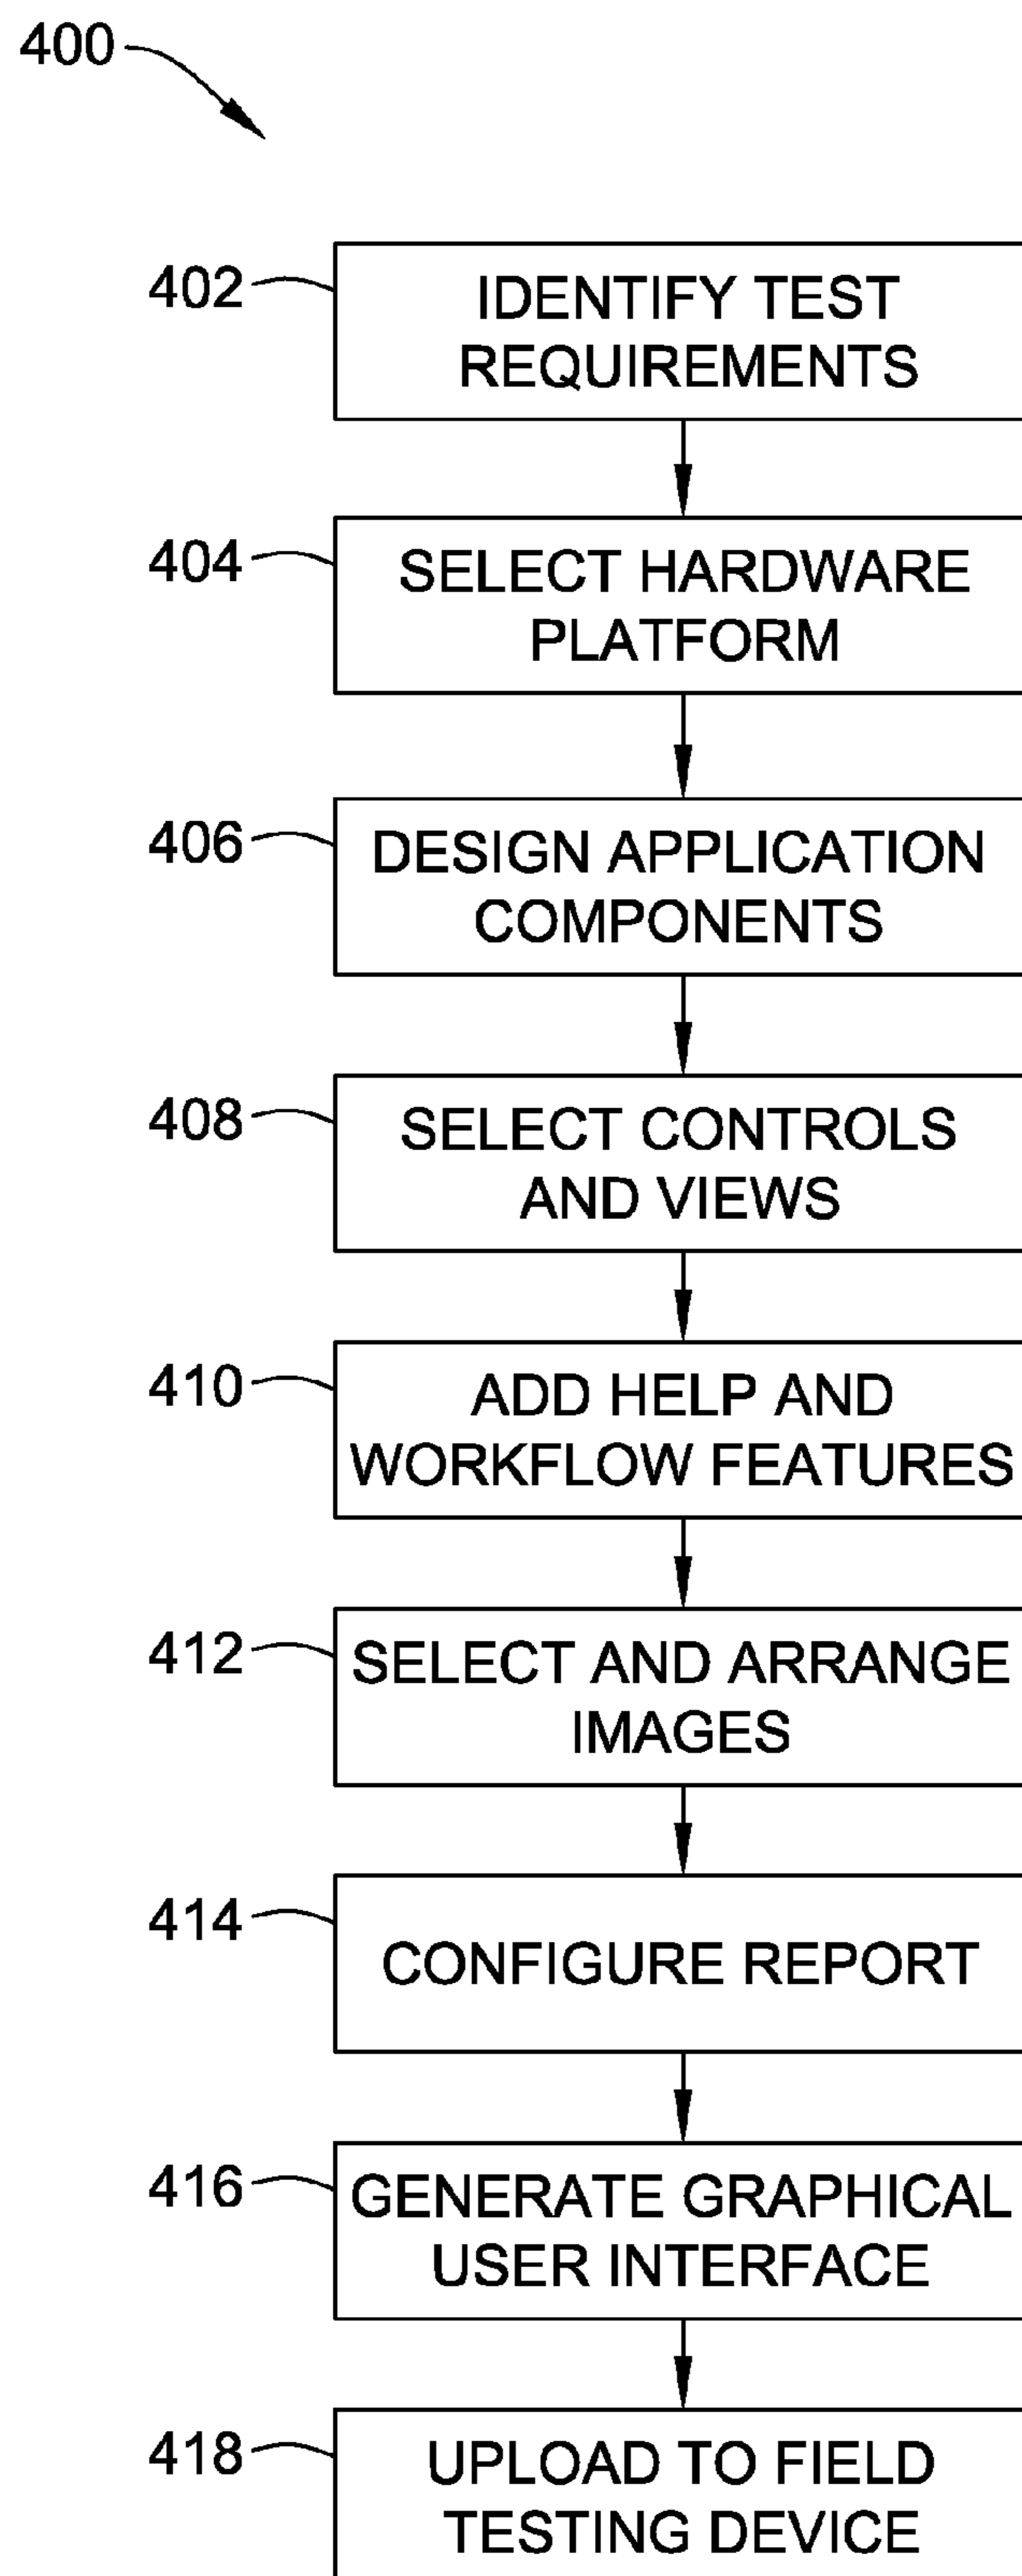 400
402
IDENTIFY TEST
REQUIREMENTS
404
SELECT HARDWARE
PLATFORM
406
DESIGN APPLICATION
COMPONENTS
408
SELECT CONTROLS
AND VIEWS
410
ADD HELP AND
WORKFLOW FEATURES
412
SELECT AND ARRANGE
IMAGES
414
CONFIGURE REPORT
416
GENERATE GRAPHICAL
USER INTERFACE
418
UPLOAD TO FIELD
TESTING DEVICE